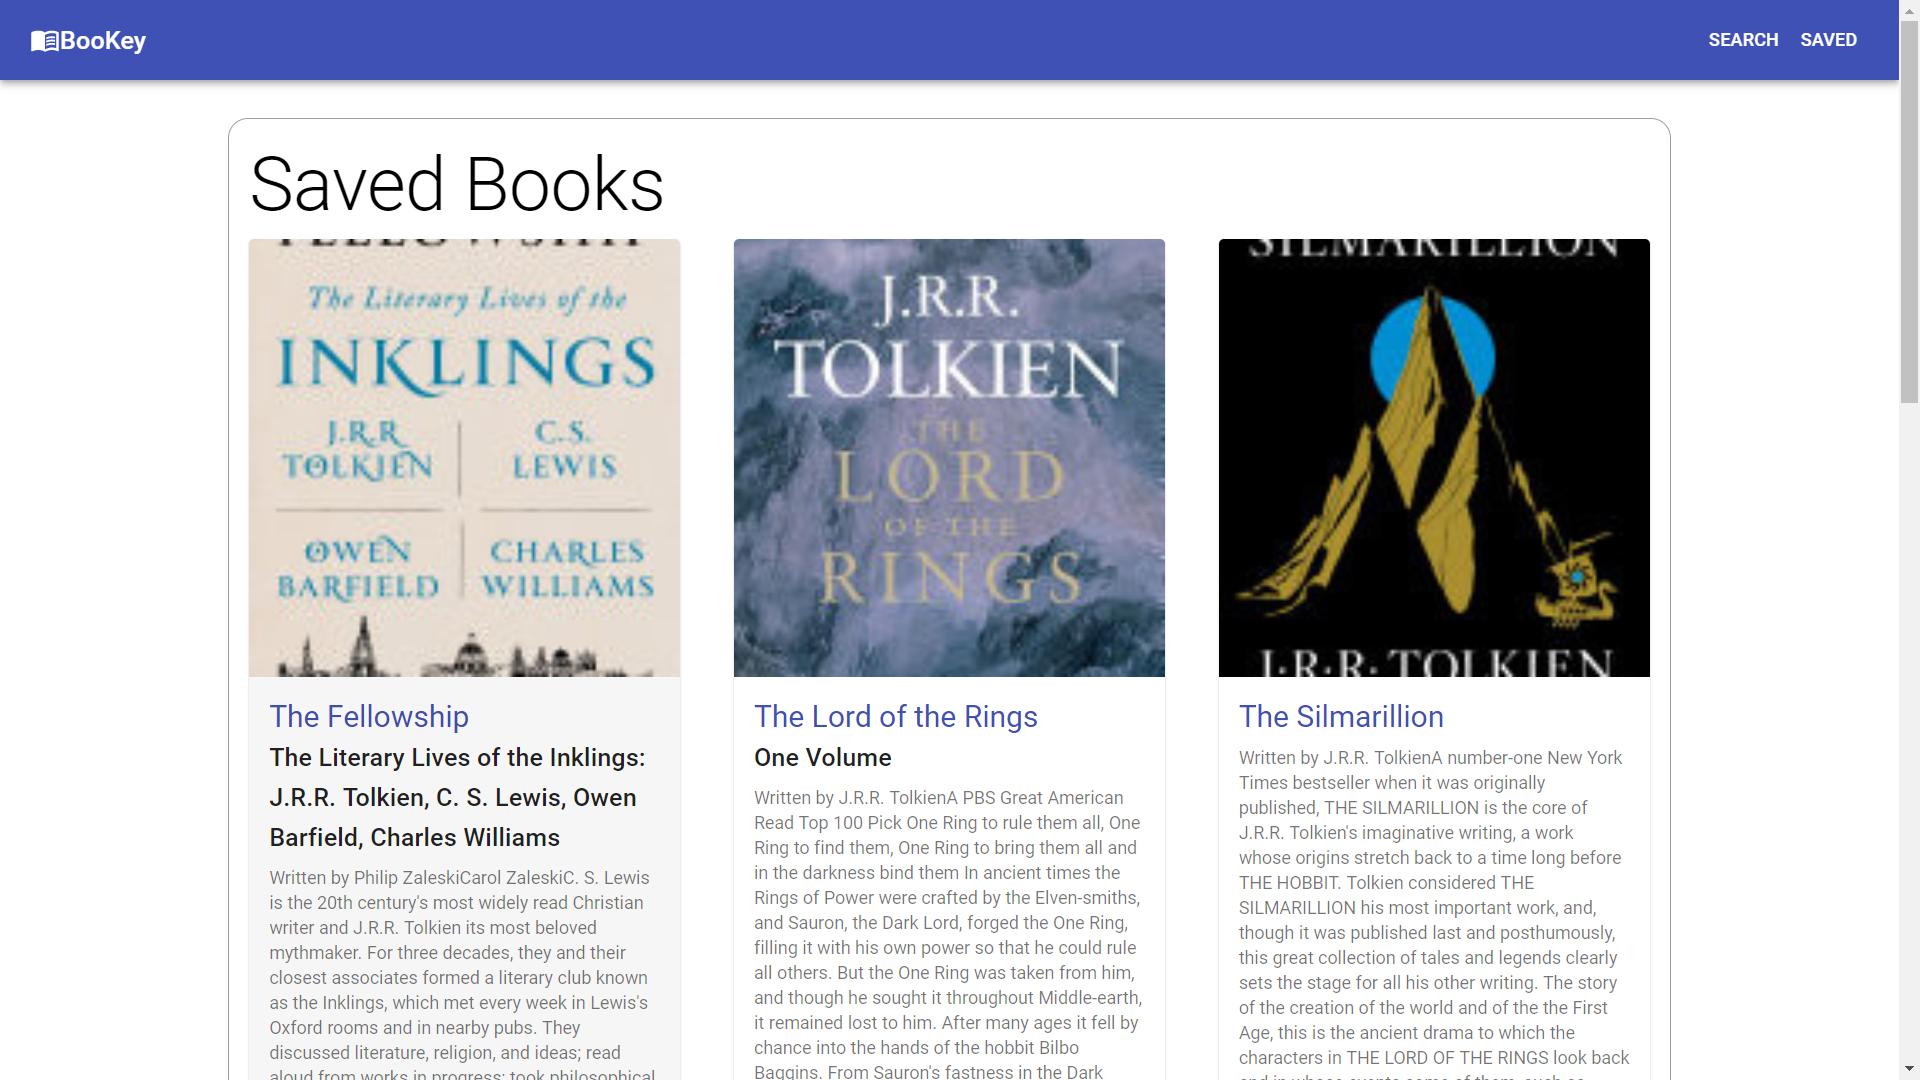 BooKey
SEARCH SAVED
Saved Books
The Literary Lives of the
INKLINGS
J.R.R. TOLKIEN
C.S. LEWIS
OWEN BARFIELD
CHARLES WILLIAMS
J.R.R.
TOLKIEN
THE
LORD
OF THE
RINGS
SILMARILLION
J·R·R·TOLKIEN
The Fellowship
The Literary Lives of the Inklings:
J.R.R. Tolkien, C. S. Lewis, Owen
Barfield, Charles Williams
Written by Philip ZaleskiCarol ZaleskiC. S. Lewis
is the 20th century's most widely read Christian
writer and J.R.R. Tolkien its most beloved
mythmaker. For three decades, they and their
closest associates formed a literary club known
as the Inklings, which met every week in Lewis's
Oxford rooms and in nearby pubs. They
discussed literature, religion, and ideas; read
aloud from works in progress; took philosophical
The Lord of the Rings
One Volume
Written by J.R.R. TolkienA PBS Great American
Read Top 100 Pick One Ring to rule them all, One
Ring to find them, One Ring to bring them all and
in the darkness bind them In ancient times the
Rings of Power were crafted by the Elven-smiths,
and Sauron, the Dark Lord, forged the One Ring,
filling it with his own power so that he could rule
all others. But the One Ring was taken from him,
and though he sought it throughout Middle-earth,
it remained lost to him. After many ages it fell by
chance into the hands of the hobbit Bilbo
Baggins. From Sauron's fastness in the Dark
The Silmarillion
Written by J.R.R. TolkienA number-one New York
Times bestseller when it was originally
published, THE SILMARILLION is the core of
J.R.R. Tolkien's imaginative writing, a work
whose origins stretch back to a time long before
THE HOBBIT. Tolkien considered THE
SILMARILLION his most important work, and,
though it was published last and posthumously,
this great collection of tales and legends clearly
sets the stage for all his other writing. The story
of the creation of the world and of the the First
Age, this is the ancient drama to which the
characters in THE LORD OF THE RINGS look back